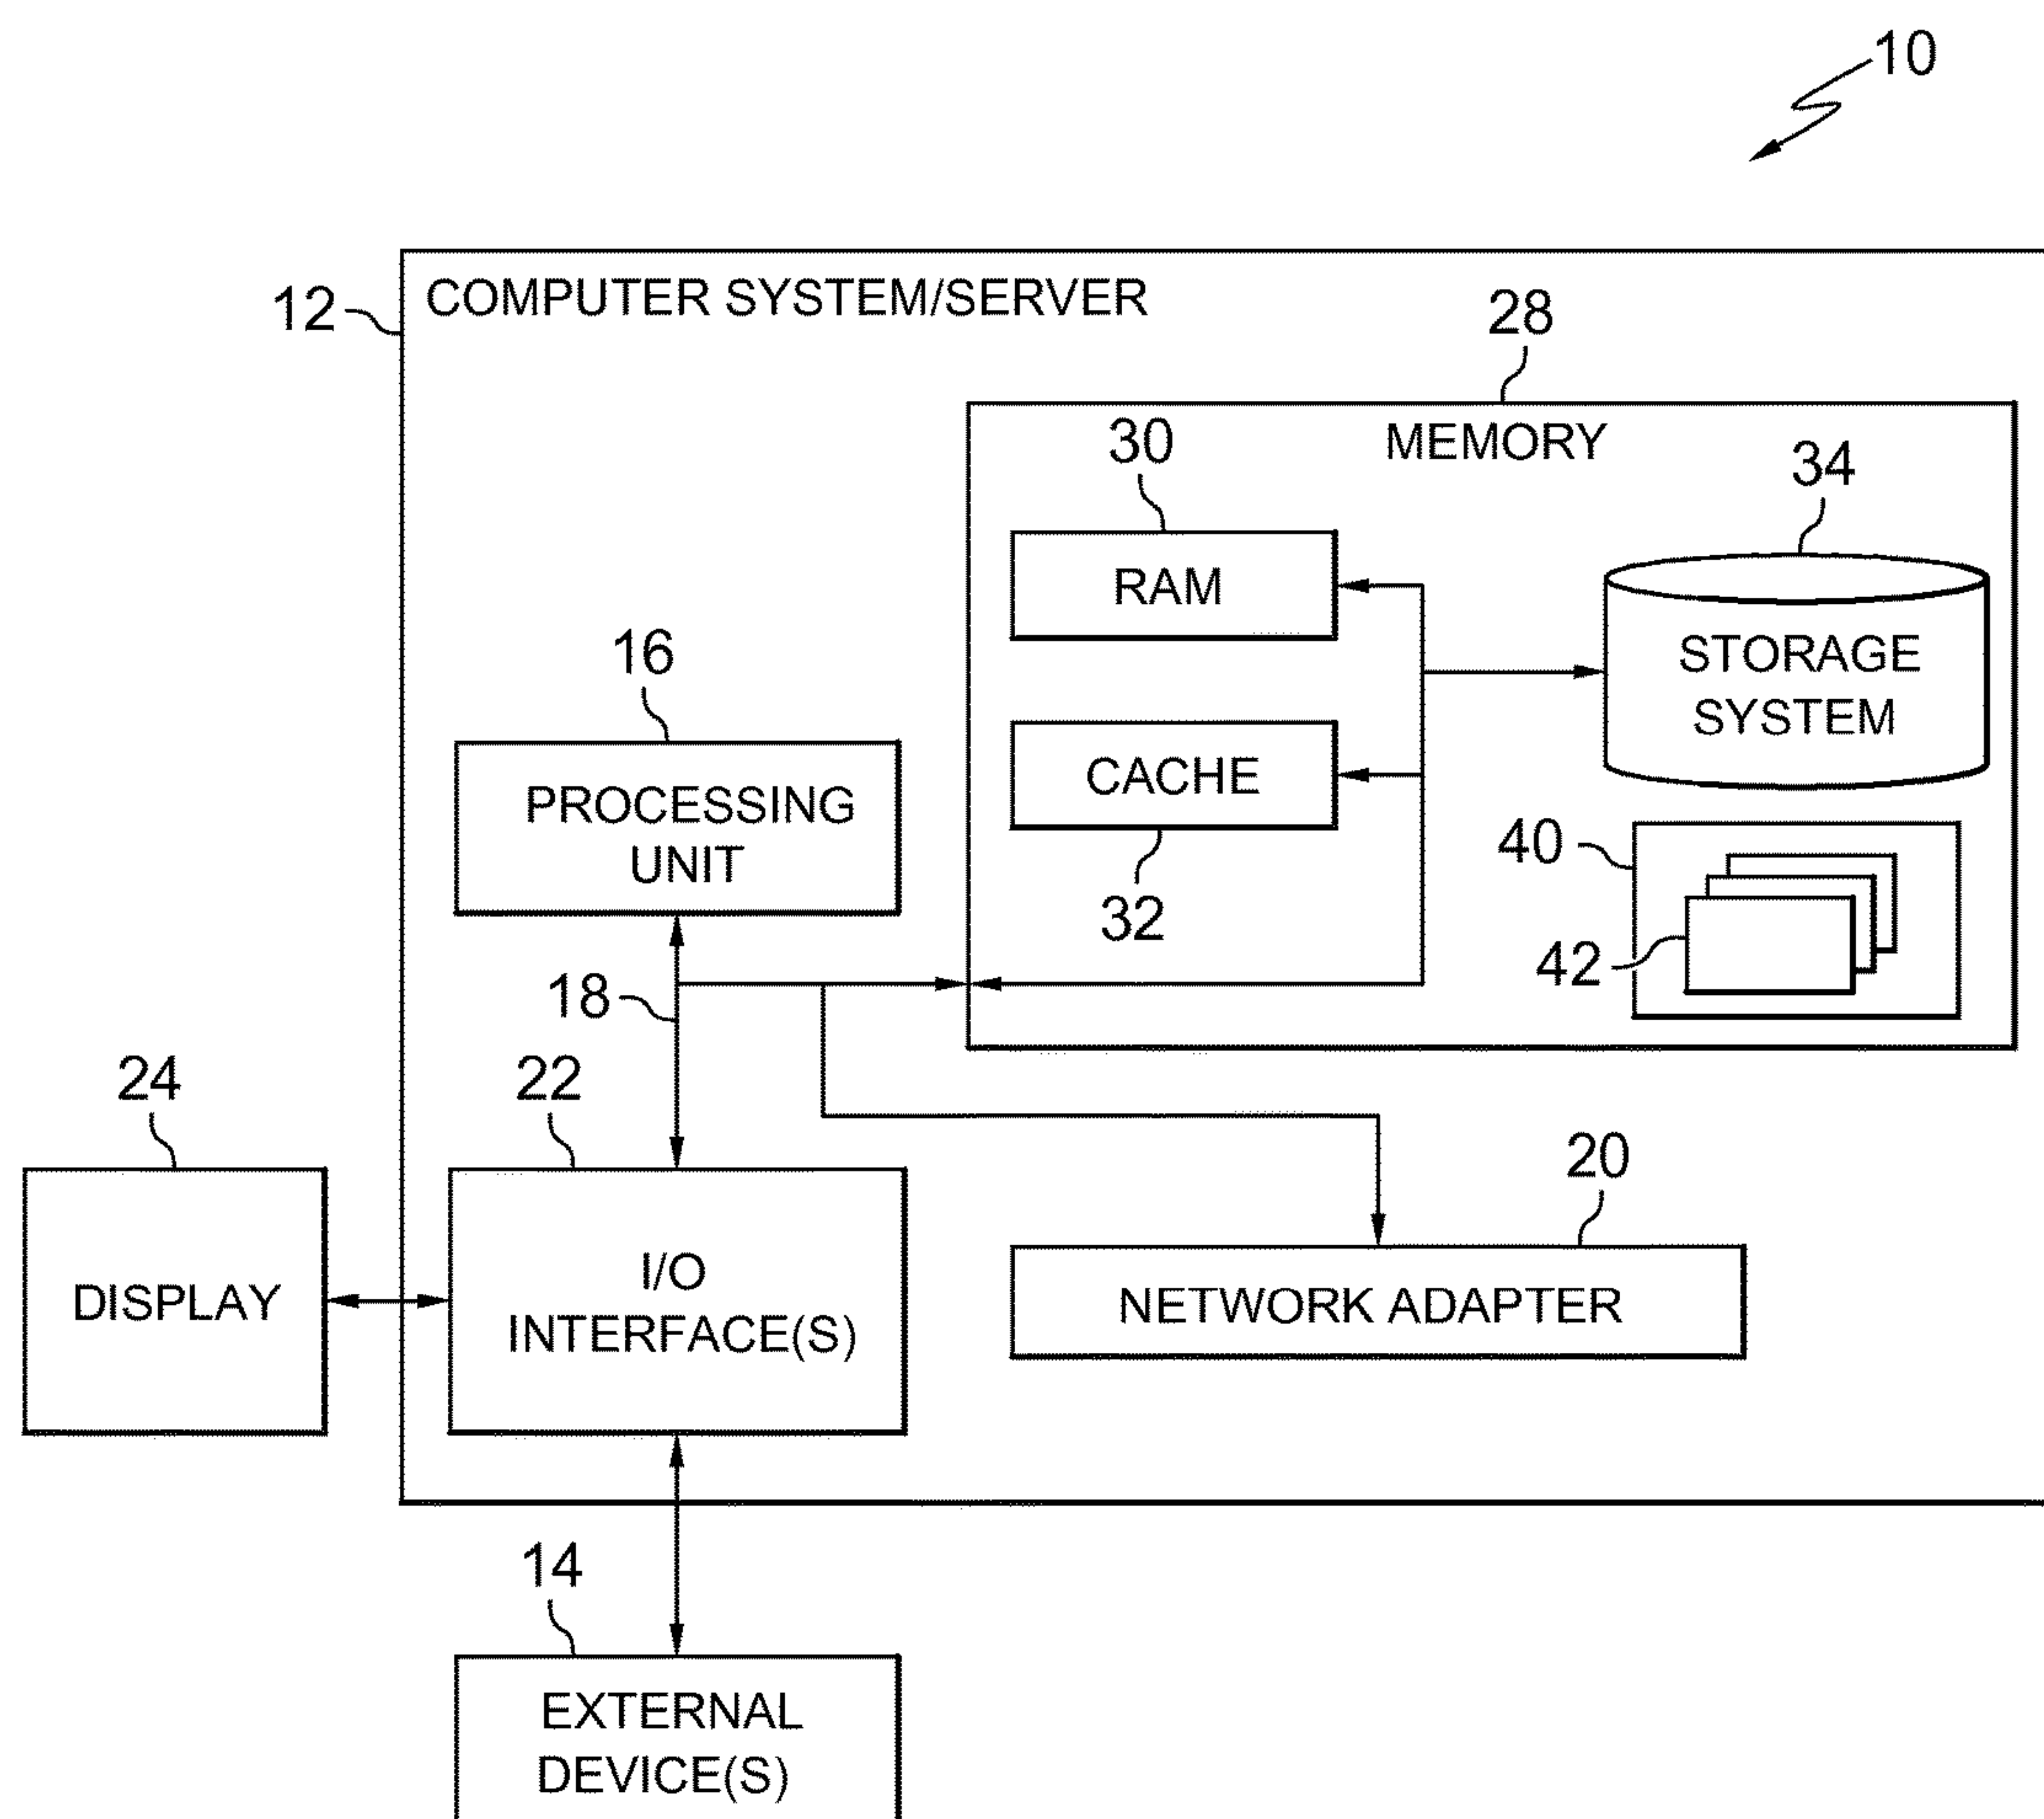 10
12
COMPUTER SYSTEM/SERVER
28
MEMORY
30
RAM
34
STORAGE
SYSTEM
16
PROCESSING
UNIT
CACHE
32
40
42
18
24
DISPLAY
22
I/O
INTERFACE(S)
20
NETWORK ADAPTER
14
EXTERNAL
DEVICE(S)